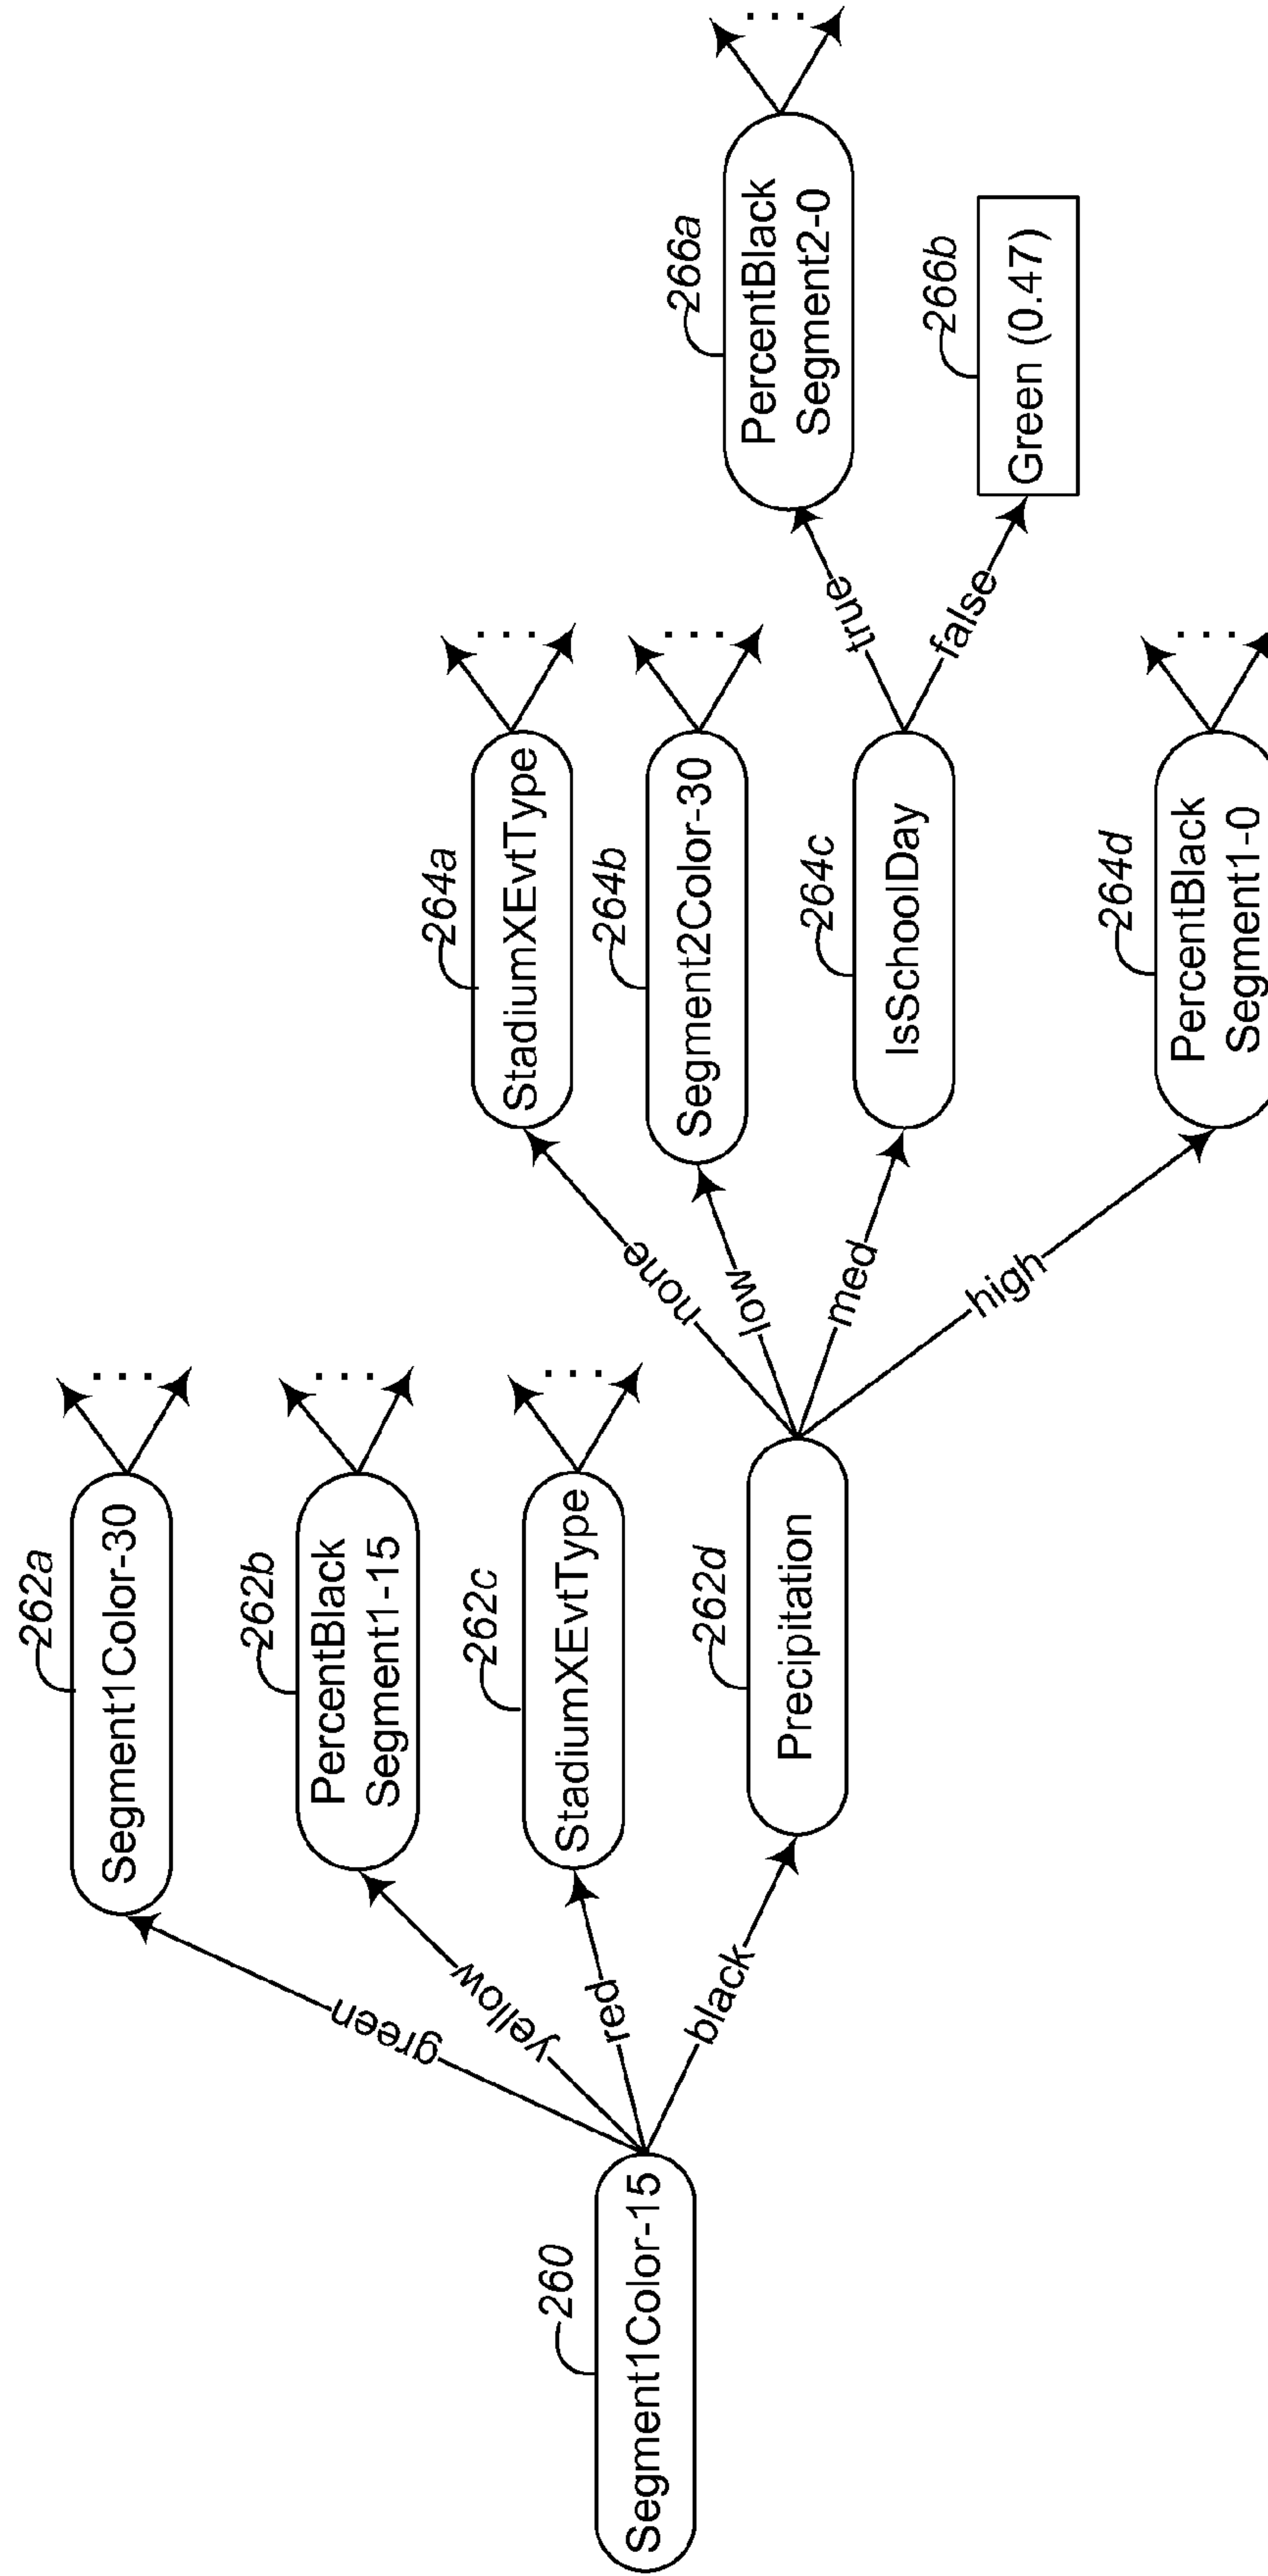 260
Segment1Color-15
green
yellow
red
black
262a
Segment1Color-30
...
262b
PercentBlack
Segment1-15
...
262c
StadiumXEvtType
...
262d
Precipitation
none
low
med
high
264a
StadiumXEvtType
...
264b
Segment2Color-30
...
264c
IsSchoolDay
true
false
264d
PercentBlack
Segment1-0
...
266a
PercentBlack
Segment2-0
...
266b
Green (0.47)